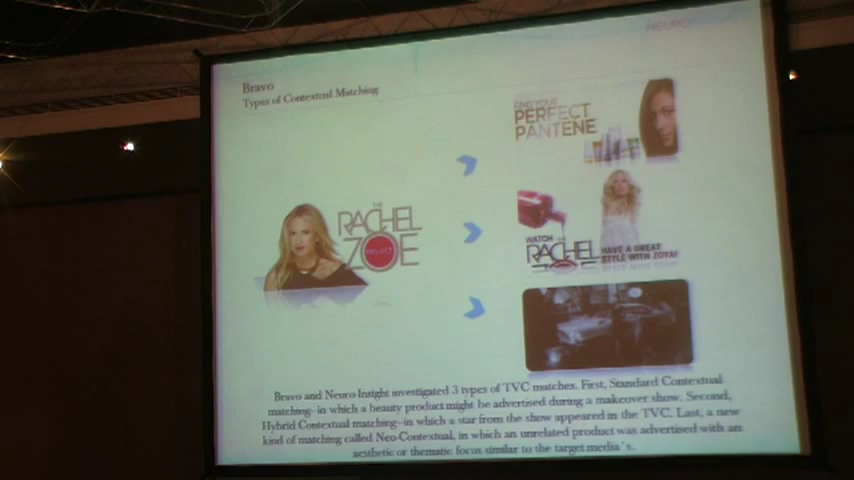 NEURO
Bravo
Types of Contextual Matching
FIND YOUR
PERFECT
PANTENE
THE
RACHEL
ZOE
PROJECT
WATCH THE
RACHEL
HAVE A GREAT
STYLE WITH ZOYA!
Bravo and Neuro-Insight investigated 3 types of TVC matches. First, Standard Contextual
matching–in which a beauty product might be advertised during a makeover show. Second,
Hybrid Contextual matching–in which a star from the show appeared in the TVC. Last, a new
kind of matching called Neo-Contextual, in which an unrelated product was advertised with an
aesthetic or thematic focus similar to the target media`s.